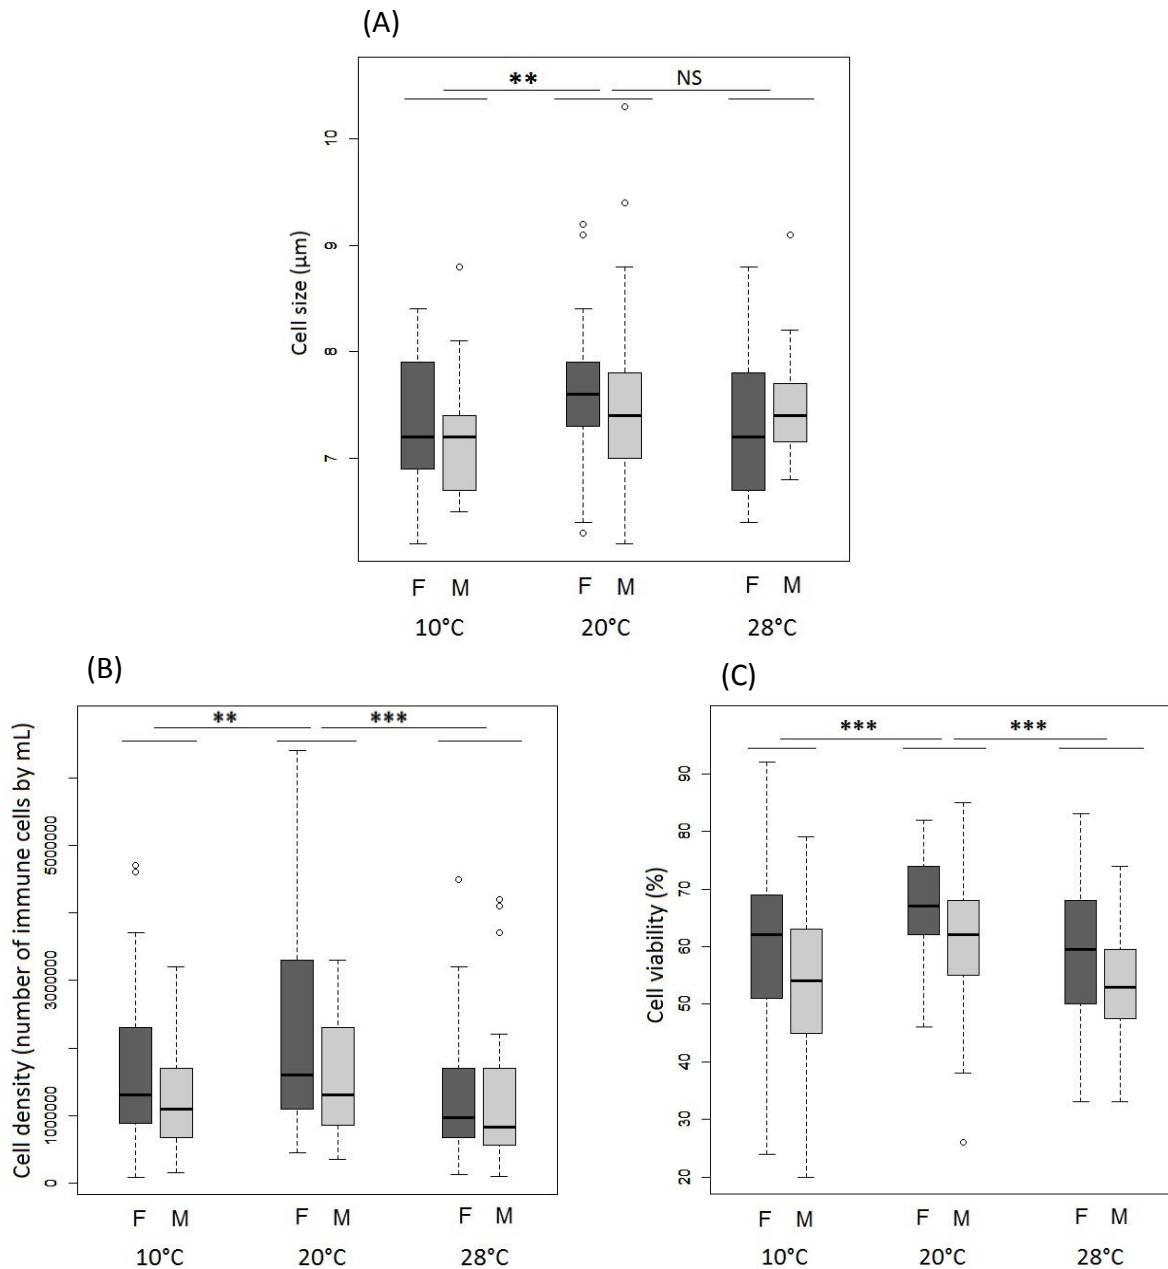 (A)
** NS
Cell size (µm)
10
9
8
7
F M F M F M
10°C 20°C 28°C
(B)
** ***
Cell density (number of immune cells by mL)
5000000
3000000
1000000
0
F M F M F M
10°C 20°C 28°C
(C)
*** ***
Cell viability (%)
90
80
70
60
50
40
30
20
F M F M F M
10°C 20°C 28°C